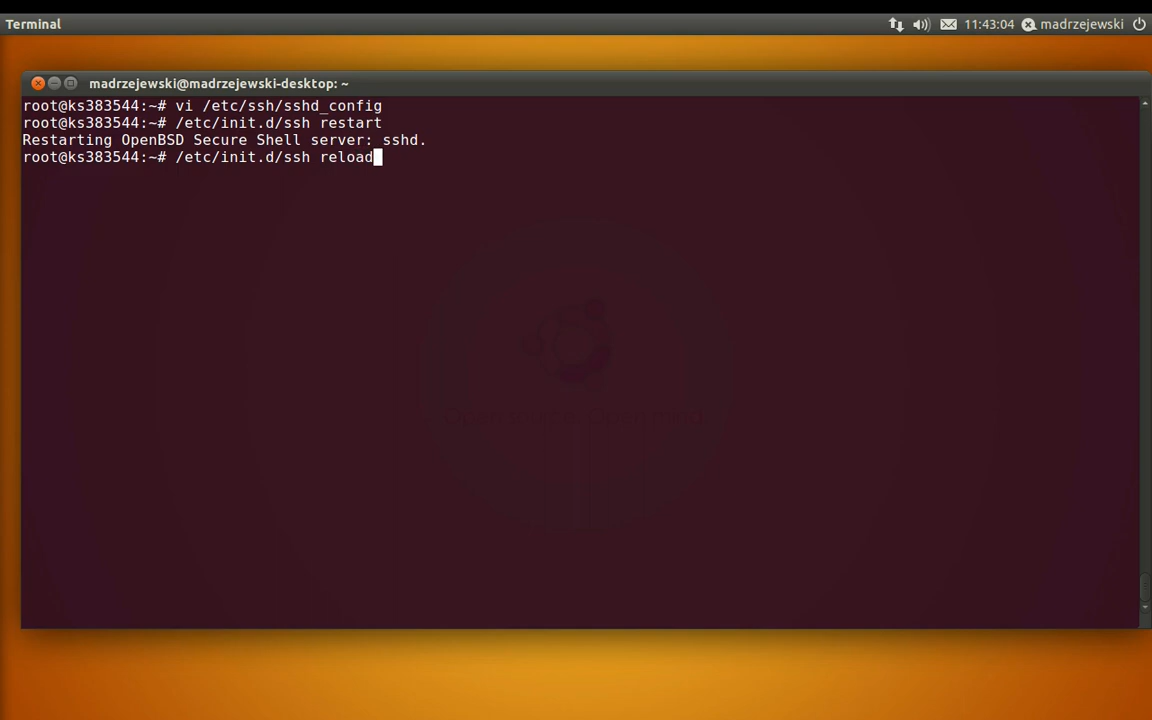 Terminal
11:43:04
madrzejewski
madrzejewski@madrzejewski-desktop: ~
root@ks383544:~# vi /etc/ssh/sshd_config
root@ks383544:~# /etc/init.d/ssh restart
Restarting OpenBSD Secure Shell server: sshd.
root@ks383544:~# /etc/init.d/ssh reload